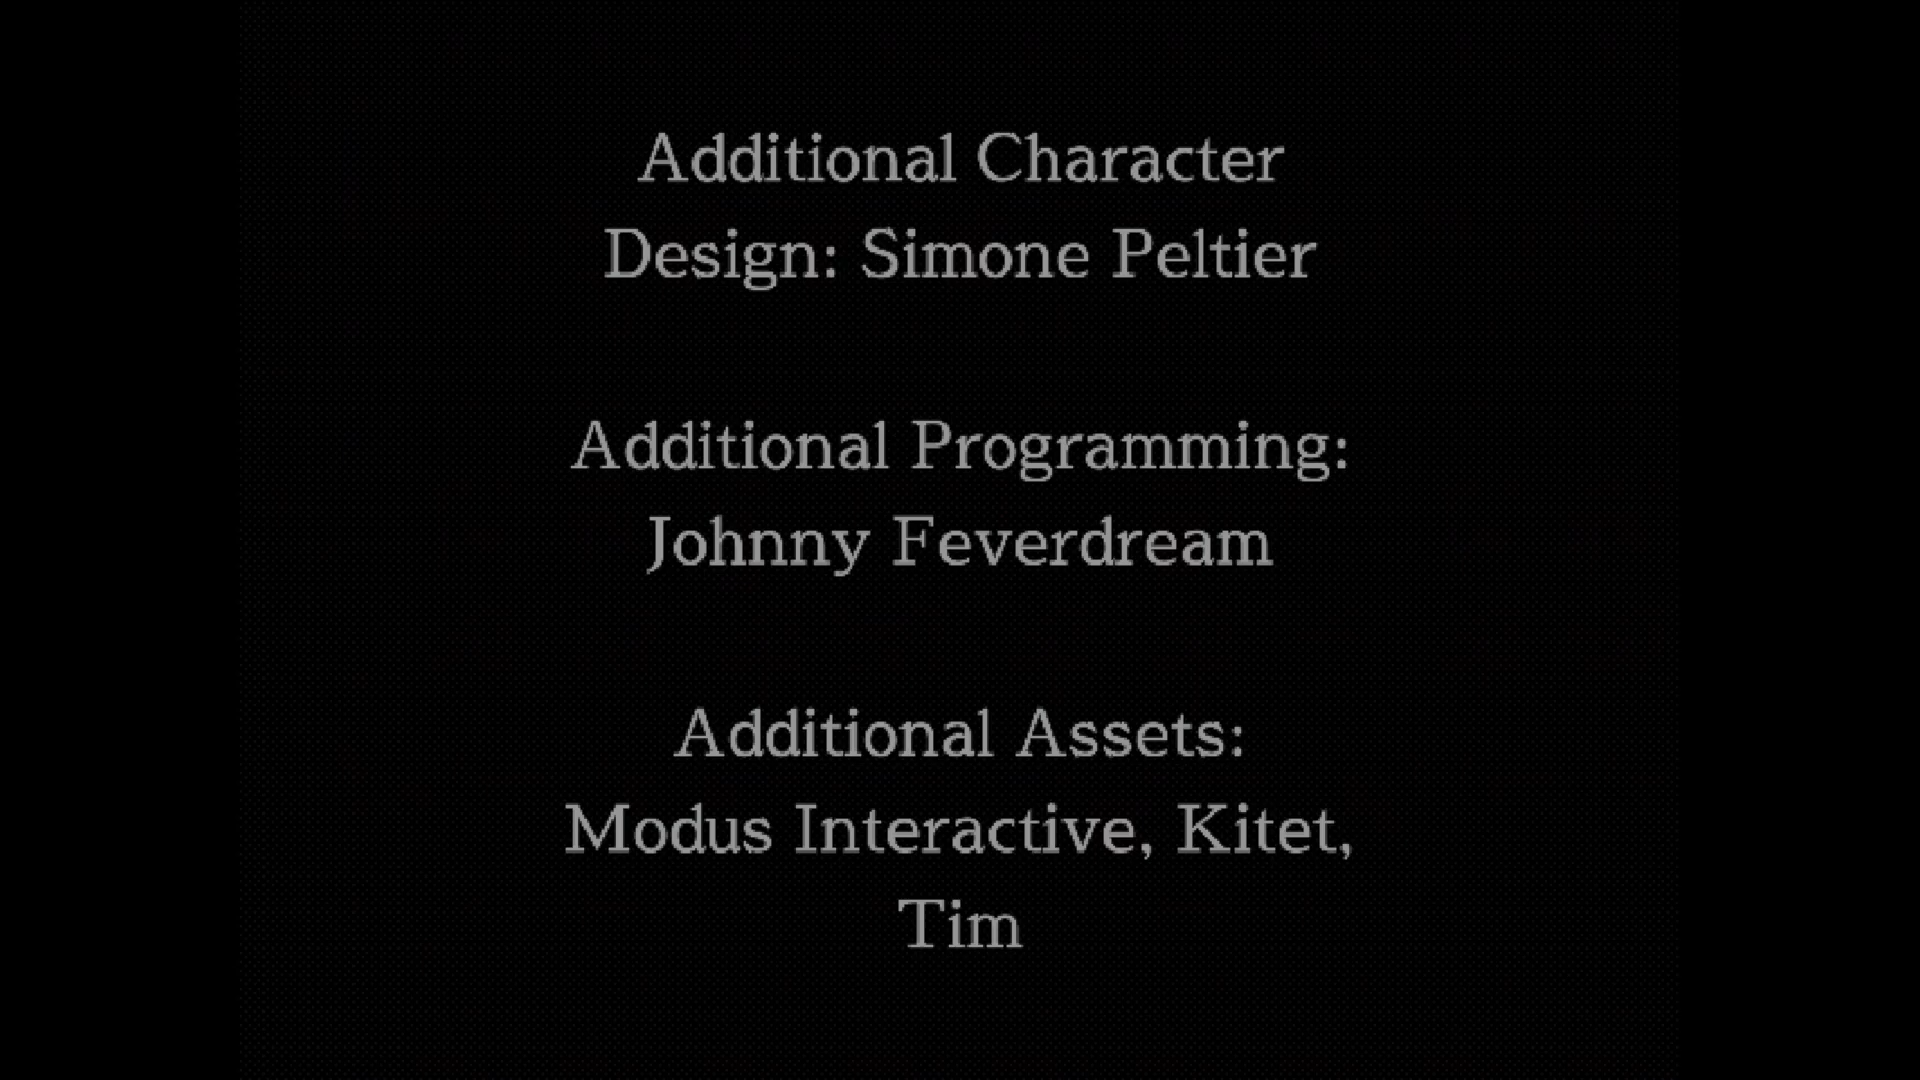 Additional Character
Design: Simone Peltier
Additional Programming:
Johnny Feverdream
Additional Assets:
Modus Interactive, Kitet,
Tim